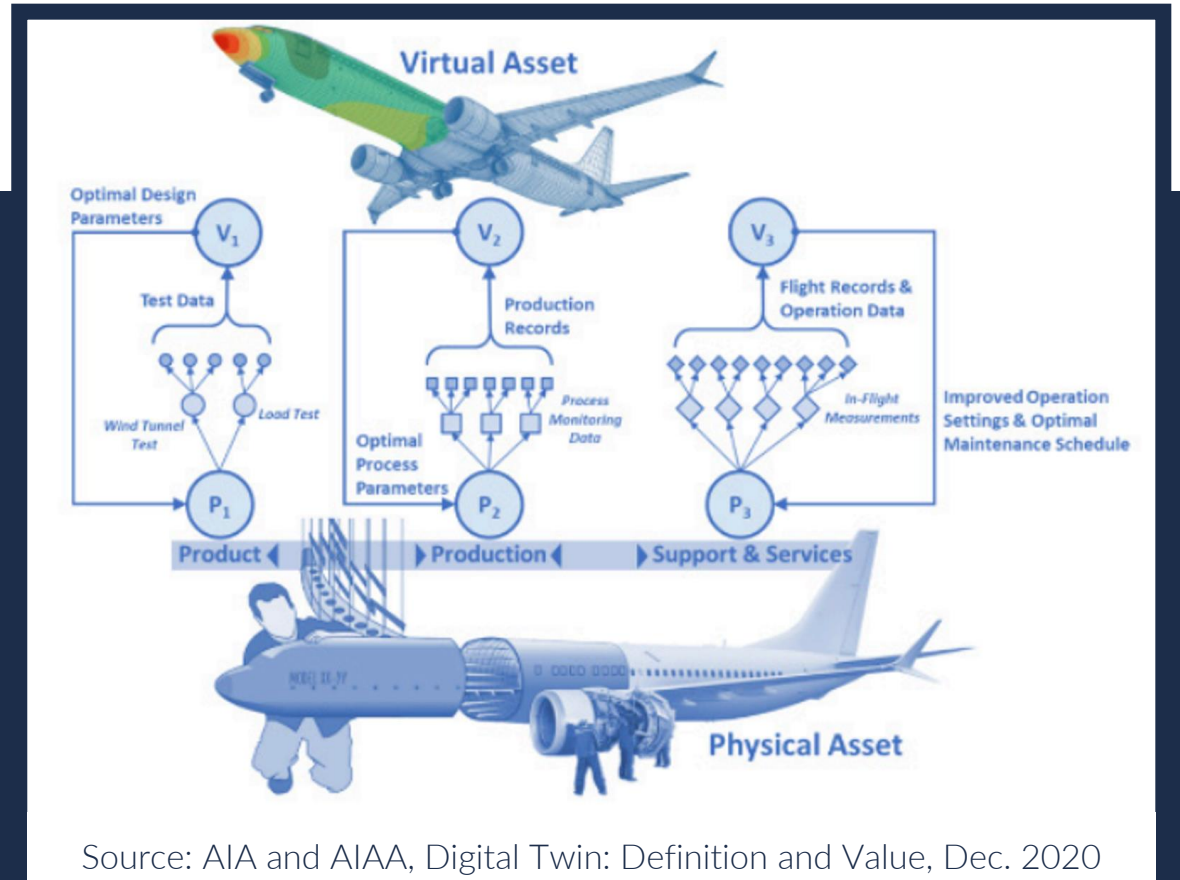 Virtual Asset
Optimal Design
Parameters
V₁
V₂
V₃
Test Data
Production
Records
Flight Records &
Operation Data
Wind Tunnel
Test
Load Test
Process
Monitoring
Data
In-Flight
Measurements
Optimal
Process
Parameters
Improved Operation
Settings & Optimal
Maintenance Schedule
P₁
P₂
P₃
Product
Production
Support & Services
Physical Asset
Source: AIA and AIAA, Digital Twin: Definition and Value, Dec. 2020